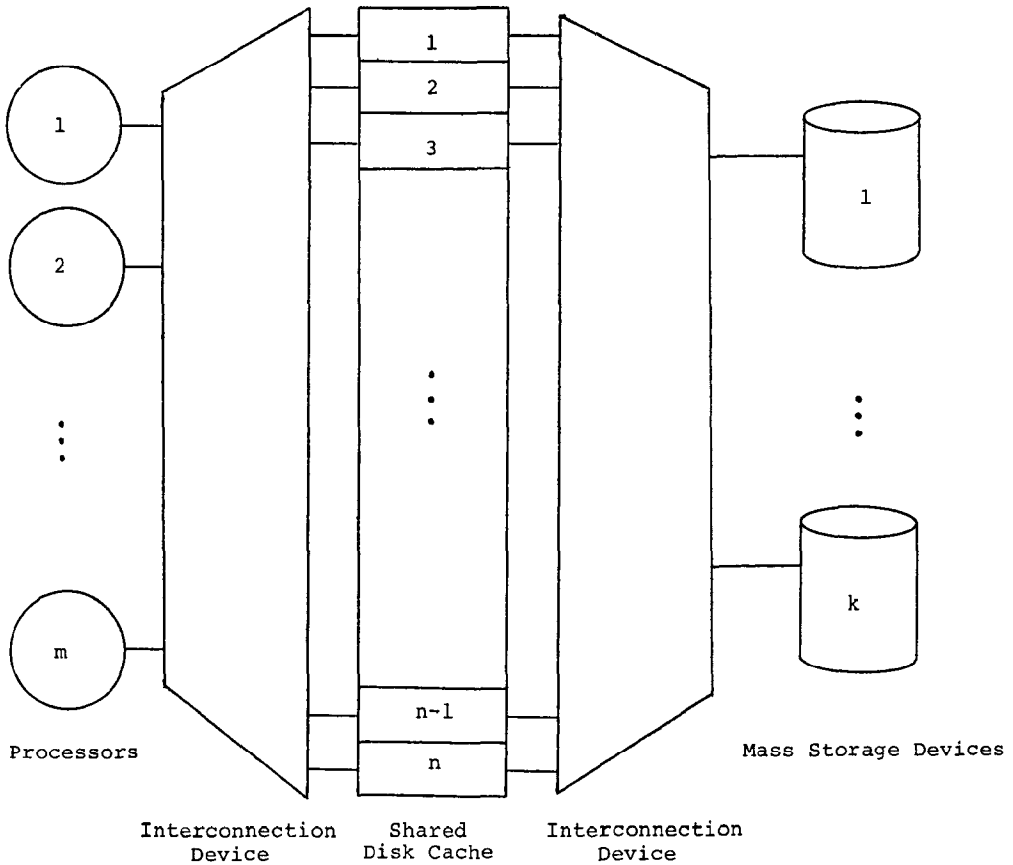 1
2
3
1
2
1
k
m
n-1
n
Processors
Mass Storage Devices
Interconnection
Device
Shared
Disk Cache
Interconnection
Device